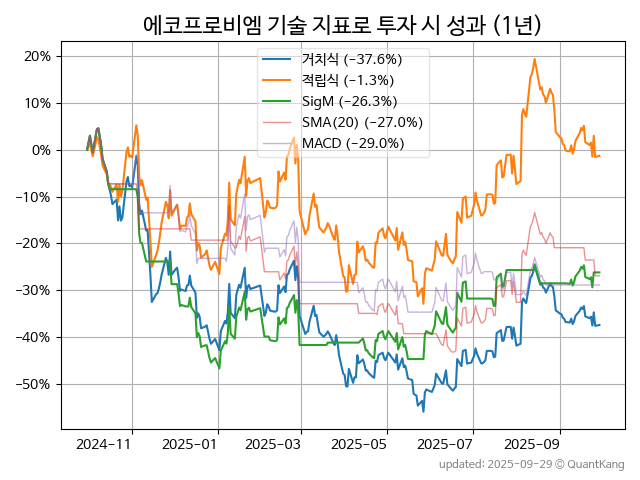 에코프로비엠 기술 지표로 투자 시 성과 (1년)
거치식 (−37.6%)
적립식 (−1.3%)
SigM (−26.3%)
SMA(20) (−27.0%)
MACD (−29.0%)
20%
10%
0%
−10%
−20%
−30%
−40%
−50%
2024-11 2025-01 2025-03 2025-05 2025-07 2025-09
updated: 2025-09-29 © QuantKang